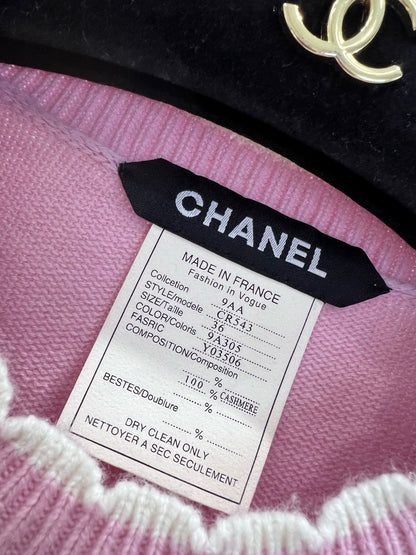 CHANEL
MADE IN FRANCE
Fashion in Vogue
Collcetion 9AA
STYLE/modele CR543
SIZE/Taille 36
COLOR/Coloris 9A305
FABRIC Y03506
COMPOSITION/Composition
%
100 % CASHMERE
%
BESTES/Doublure
%
DRY CLEAN ONLY
NETTOYER A SEC SEULEMENT